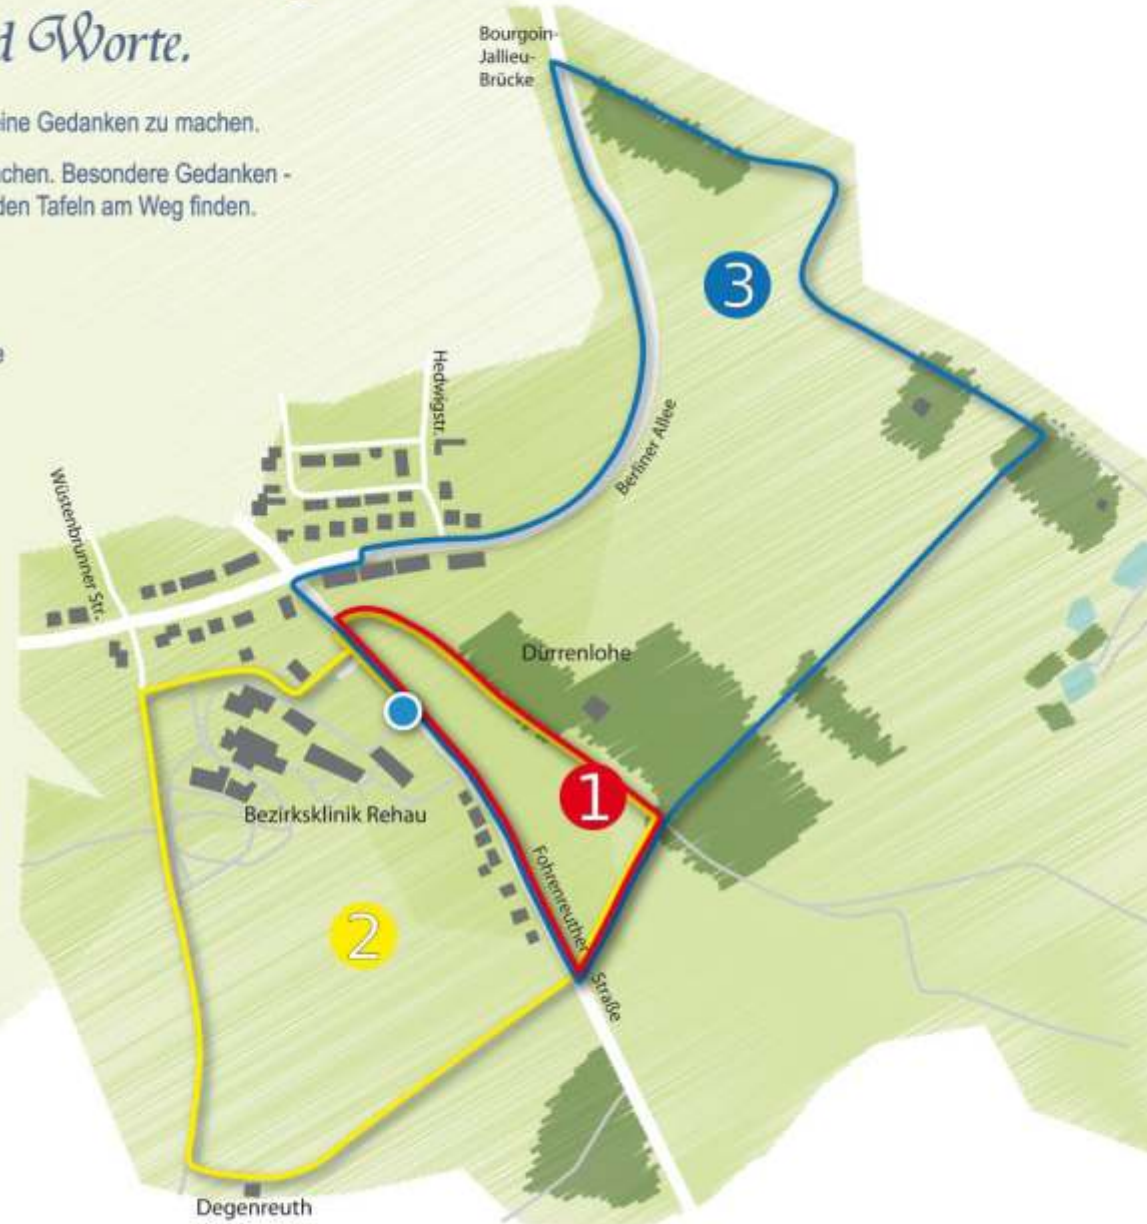 d Worte.
eine Gedanken zu machen.
chen. Besondere Gedanken -
den Tafeln am Weg finden.
e
Bourgoin-
Jallieu-
Brücke
3
Hedwigstr.
Berliner Allee
Wüstenbrunner Str.
Dürrenlohe
1
Bezirksklinik Rehau
Fohrenreuther Straße
2
Degenreuth